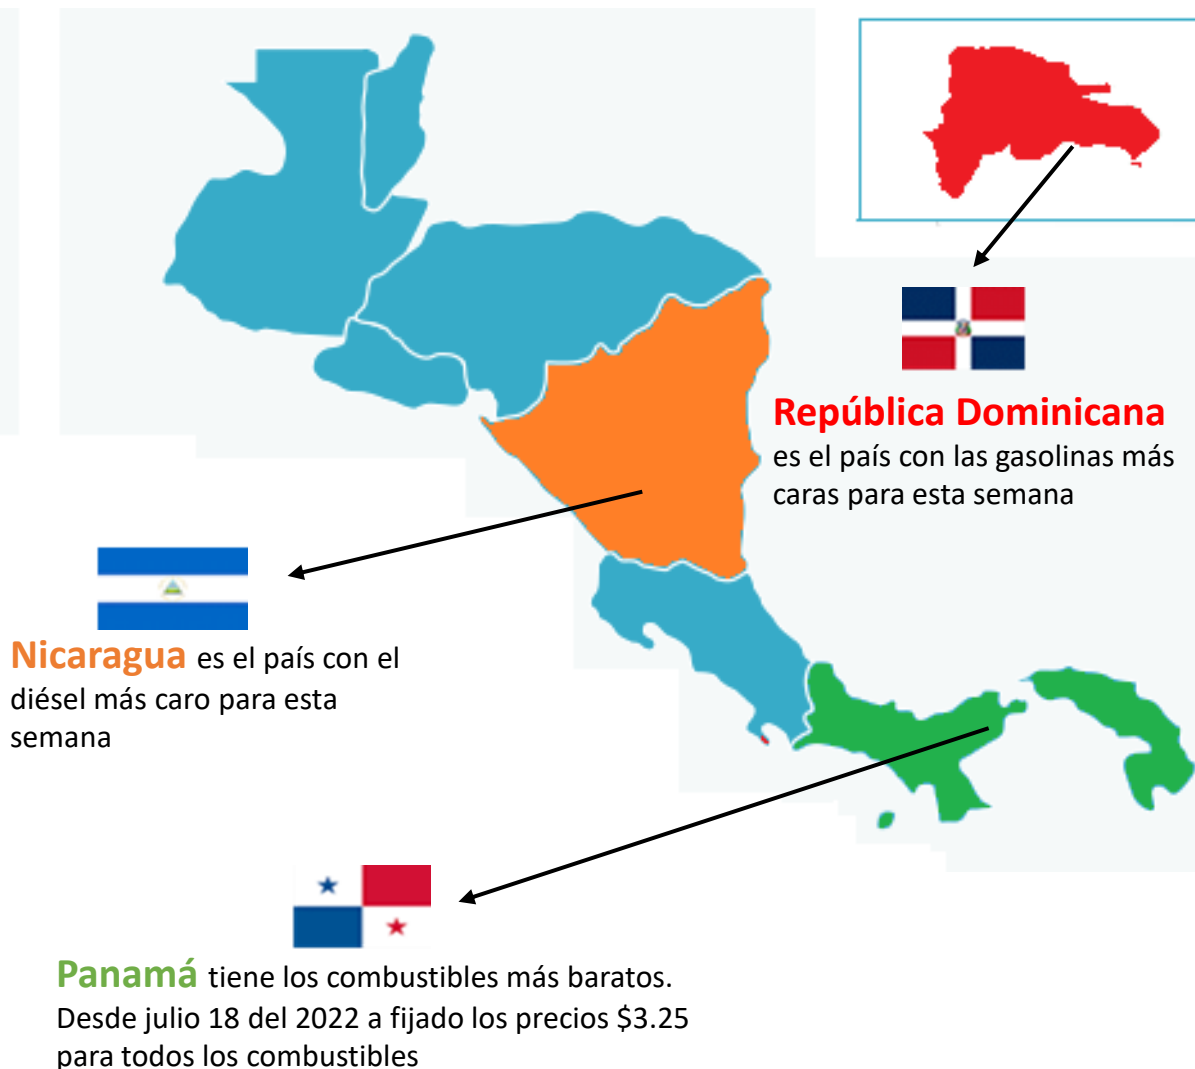 República Dominicana
es el país con las gasolinas más
caras para esta semana
Nicaragua es el país con el
diésel más caro para esta
semana
Panamá tiene los combustibles más baratos.
Desde julio 18 del 2022 a fijado los precios $3.25
para todos los combustibles